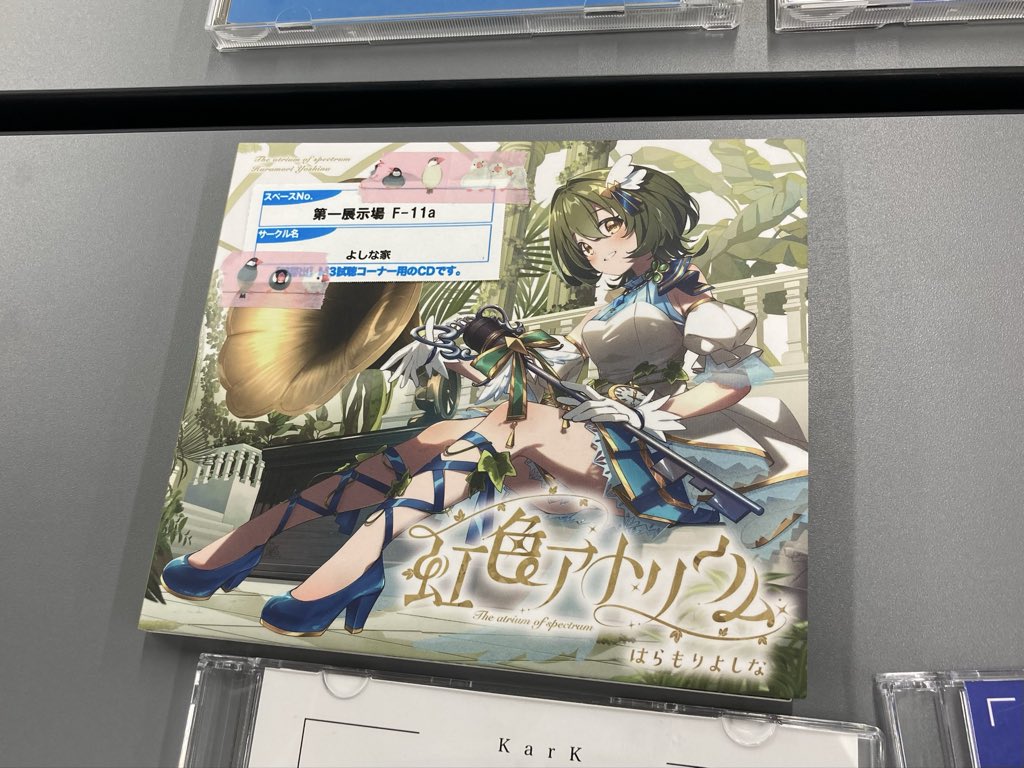 The atrium of spectrum
Haramori Yoshina
スペースNo.
第一展示場 F-11a
サークル名
よしな家
M3試聴コーナー用のCDです。
虹色アトリウム
The atrium of spectrum
はらもりよしな
KarK